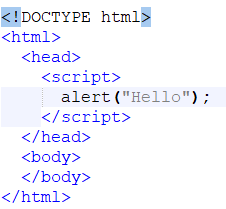 <!DOCTYPE html>
<html>
  <head>
    <script>
      alert("Hello");
    </script>
  </head>
  <body>
  </body>
</html>